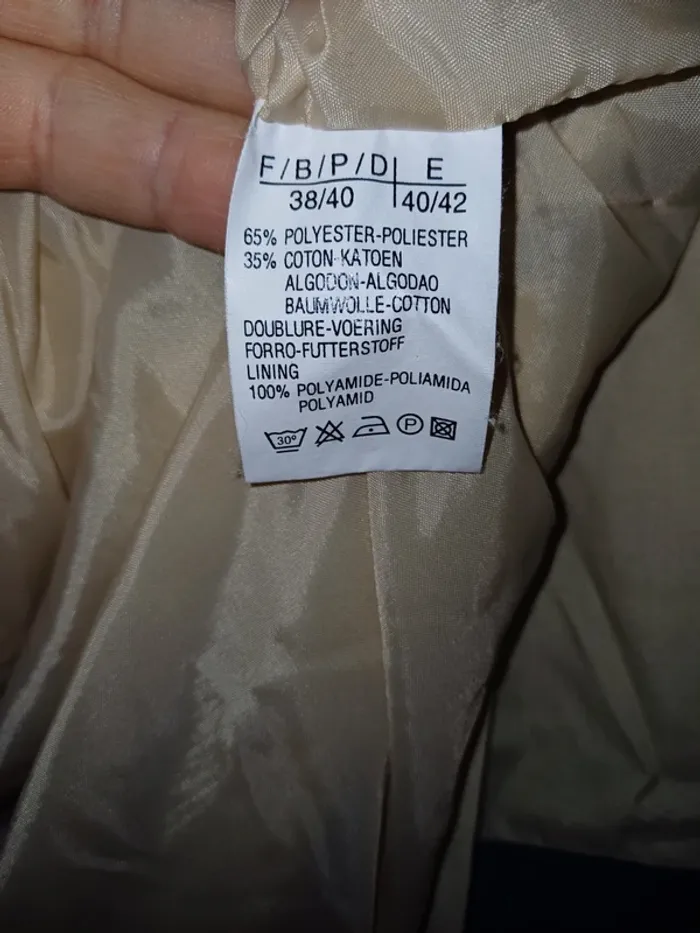 F/B/P/D E
38/40 40/42
65% POLYESTER-POLIESTER
35% COTON-KATOEN
ALGODON-ALGODAO
BAUMWOLLE-COTTON
DOUBLURE-VOERING
FORRO-FUTTERSTOFF
LINING
100% POLYAMIDE-POLIAMIDA
POLYAMID
30° P